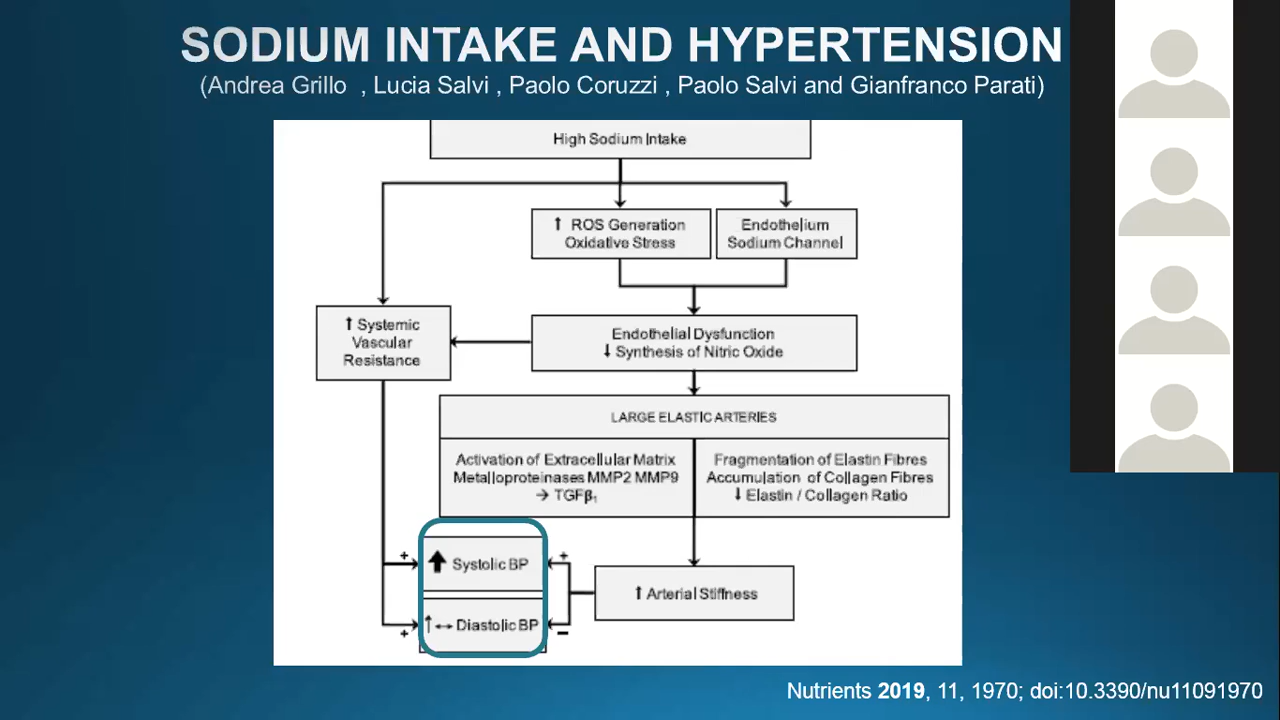 SODIUM INTAKE AND HYPERTENSION
(Andrea Grillo , Lucia Salvi , Paolo Coruzzi , Paolo Salvi and Gianfranco Parati)
High Sodium Intake
↑ ROS Generation
Oxidative Stress
Endothelium
Sodium Channel
↑ Systemic
Vascular
Resistance
Endothelial Dysfunction
↓ Synthesis of Nitric Oxide
LARGE ELASTIC ARTERIES
Activation of Extracellular Matrix
Metalloproteinases MMP2 MMP9
→ TGFβ₁
Fragmentation of Elastin Fibres
Accumulation of Collagen Fibres
↓ Elastin / Collagen Ratio
+
↑ Systolic BP
+
↑ Arterial Stiffness
+
↑↔ Diastolic BP
−
Nutrients 2019, 11, 1970; doi:10.3390/nu11091970